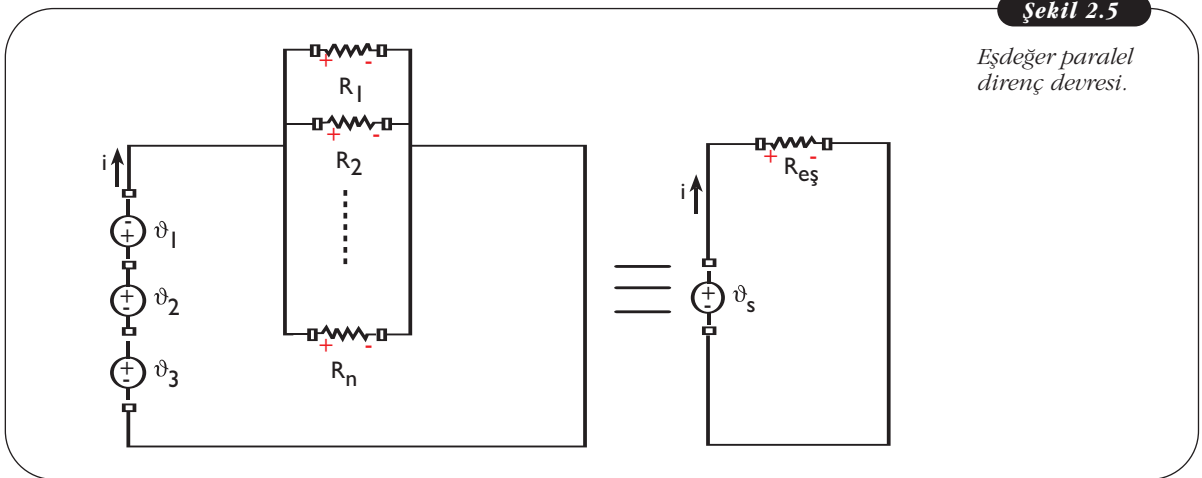 Şekil 2.5
Eşdeğer paralel
direnç devresi.
+ -
R1
+ -
R2
i
- +
ϑ1
+ -
ϑ2
+ -
ϑ3
+ -
Rn
+ -
Reş
i
+ -
ϑs